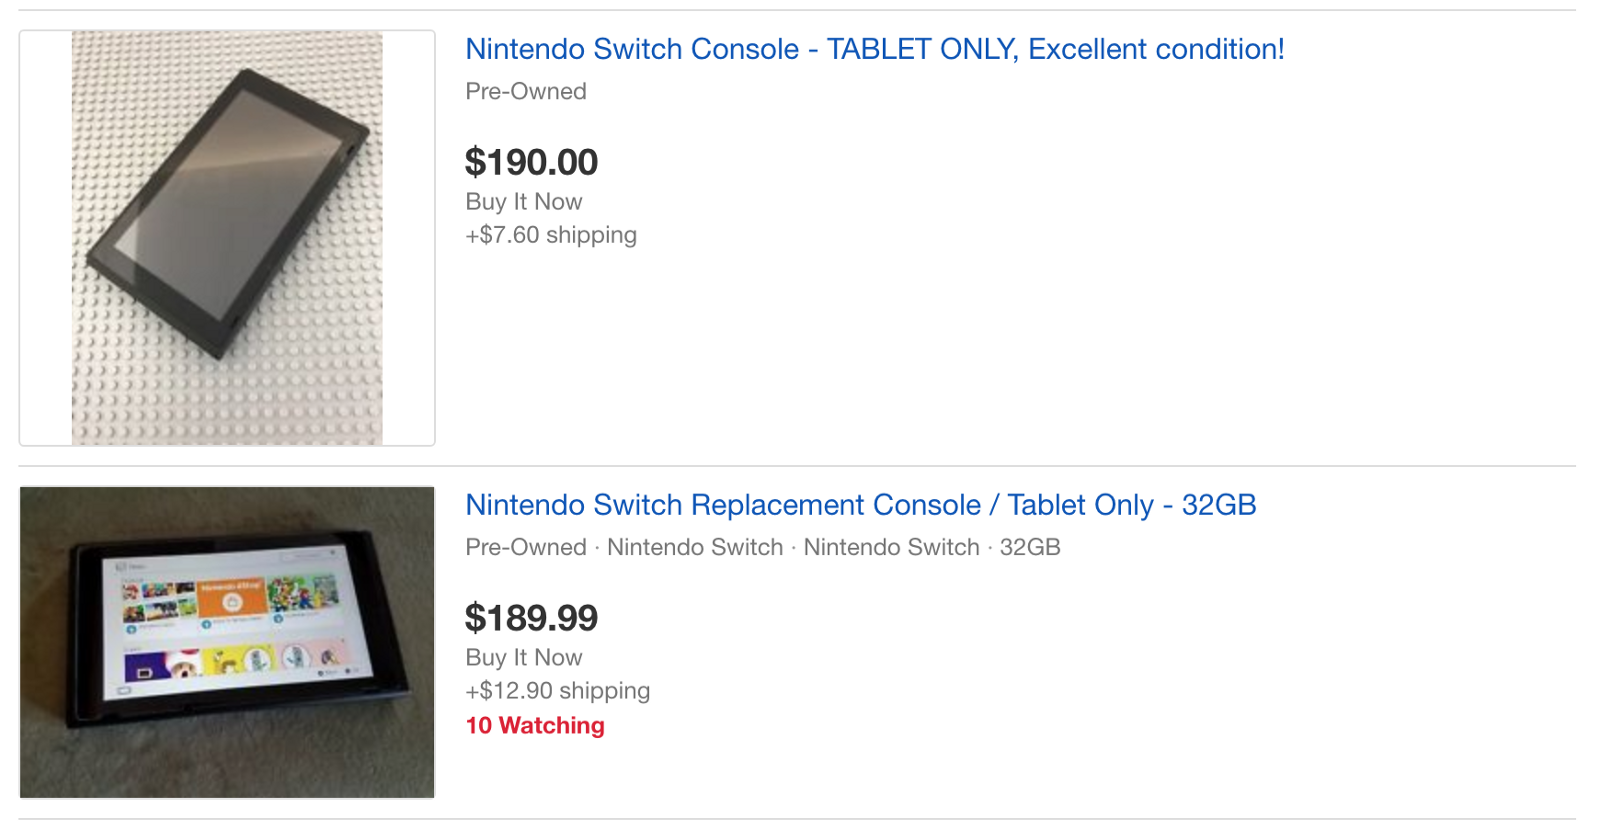 Nintendo Switch Console - TABLET ONLY, Excellent condition!
Pre-Owned
$190.00
Buy It Now
+$7.60 shipping
Nintendo Switch Replacement Console / Tablet Only - 32GB
Pre-Owned · Nintendo Switch · Nintendo Switch · 32GB
$189.99
Buy It Now
+$12.90 shipping
10 Watching
Nintendo eShop